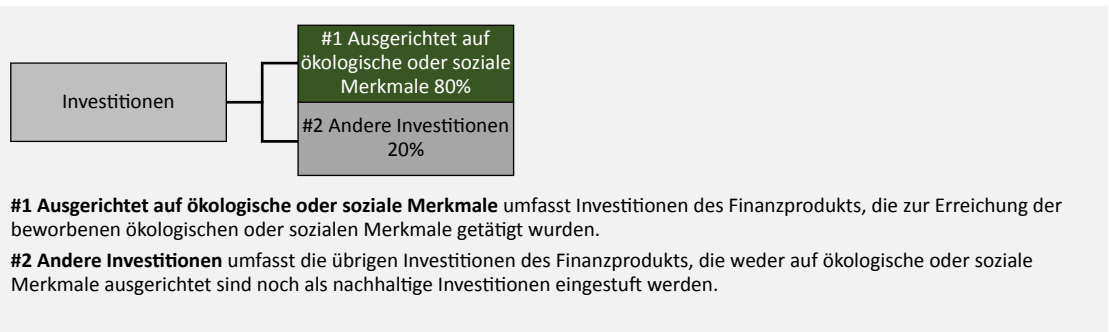 #1 Ausgerichtet auf
ökologische oder soziale
Merkmale 80%
Investitionen
#2 Andere Investitionen
20%
#1 Ausgerichtet auf ökologische oder soziale Merkmale umfasst Investitionen des Finanzprodukts, die zur Erreichung der
beworbenen ökologischen oder sozialen Merkmale getätigt wurden.
#2 Andere Investitionen umfasst die übrigen Investitionen des Finanzprodukts, die weder auf ökologische oder soziale
Merkmale ausgerichtet sind noch als nachhaltige Investitionen eingestuft werden.